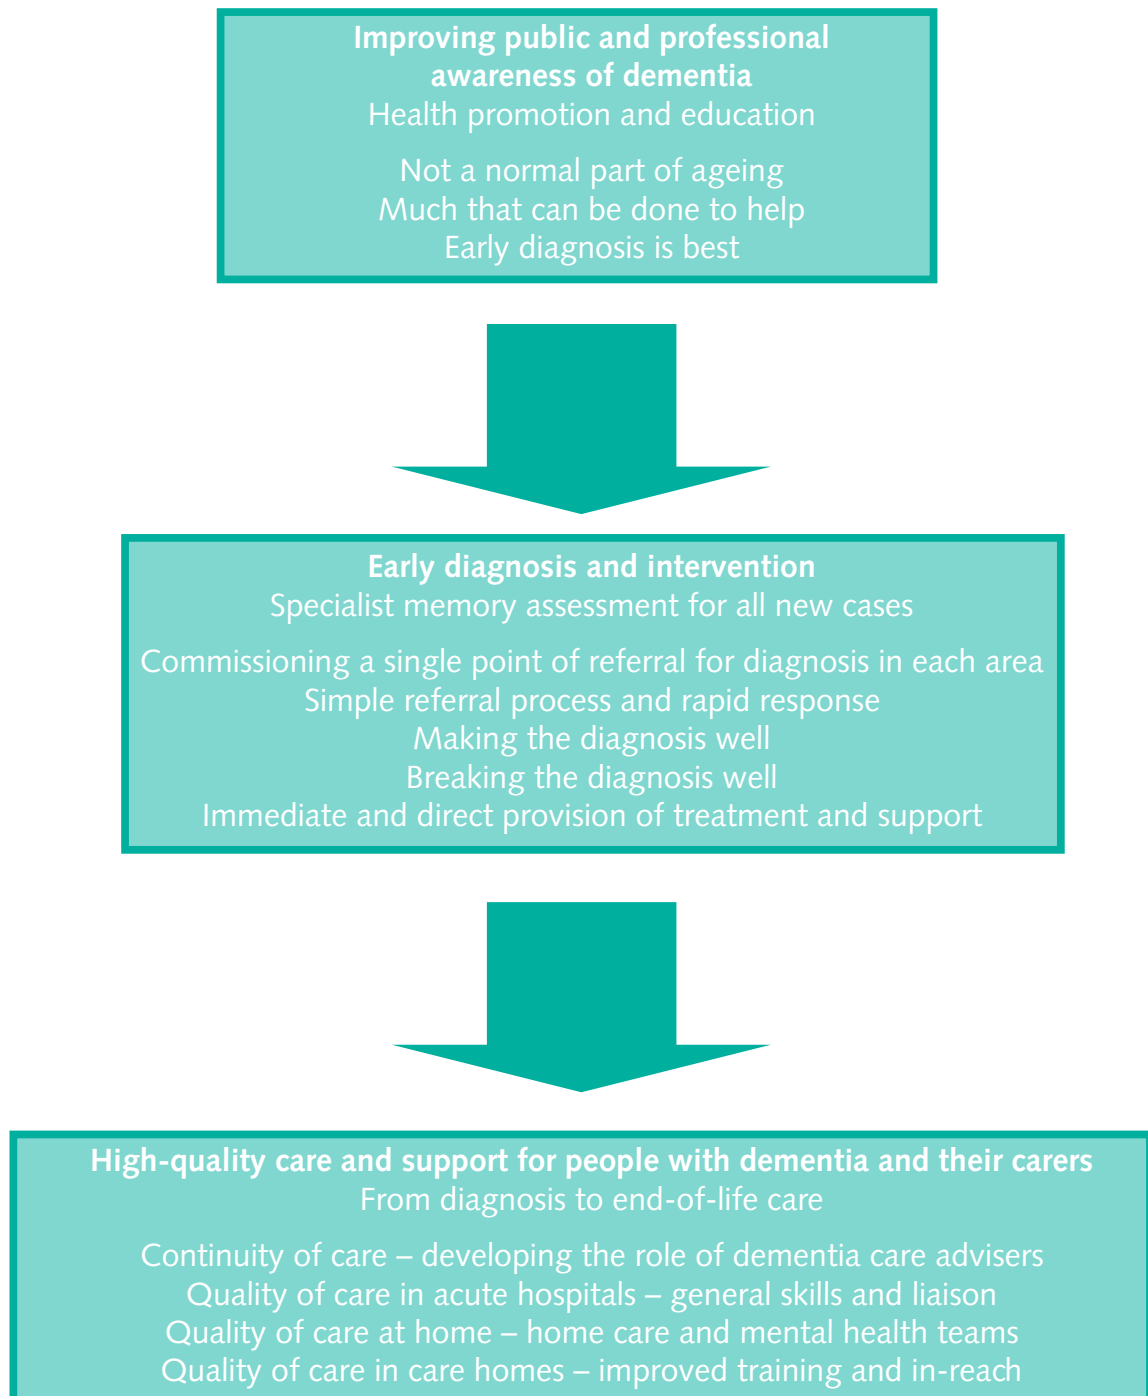 Improving public and professional
awareness of dementia
Health promotion and education
Not a normal part of ageing
Much that can be done to help
Early diagnosis is best
Early diagnosis and intervention
Specialist memory assessment for all new cases
Commissioning a single point of referral for diagnosis in each area
Simple referral process and rapid response
Making the diagnosis well
Breaking the diagnosis well
Immediate and direct provision of treatment and support
High-quality care and support for people with dementia and their carers
From diagnosis to end-of-life care
Continuity of care – developing the role of dementia care advisers
Quality of care in acute hospitals – general skills and liaison
Quality of care at home – home care and mental health teams
Quality of care in care homes – improved training and in-reach